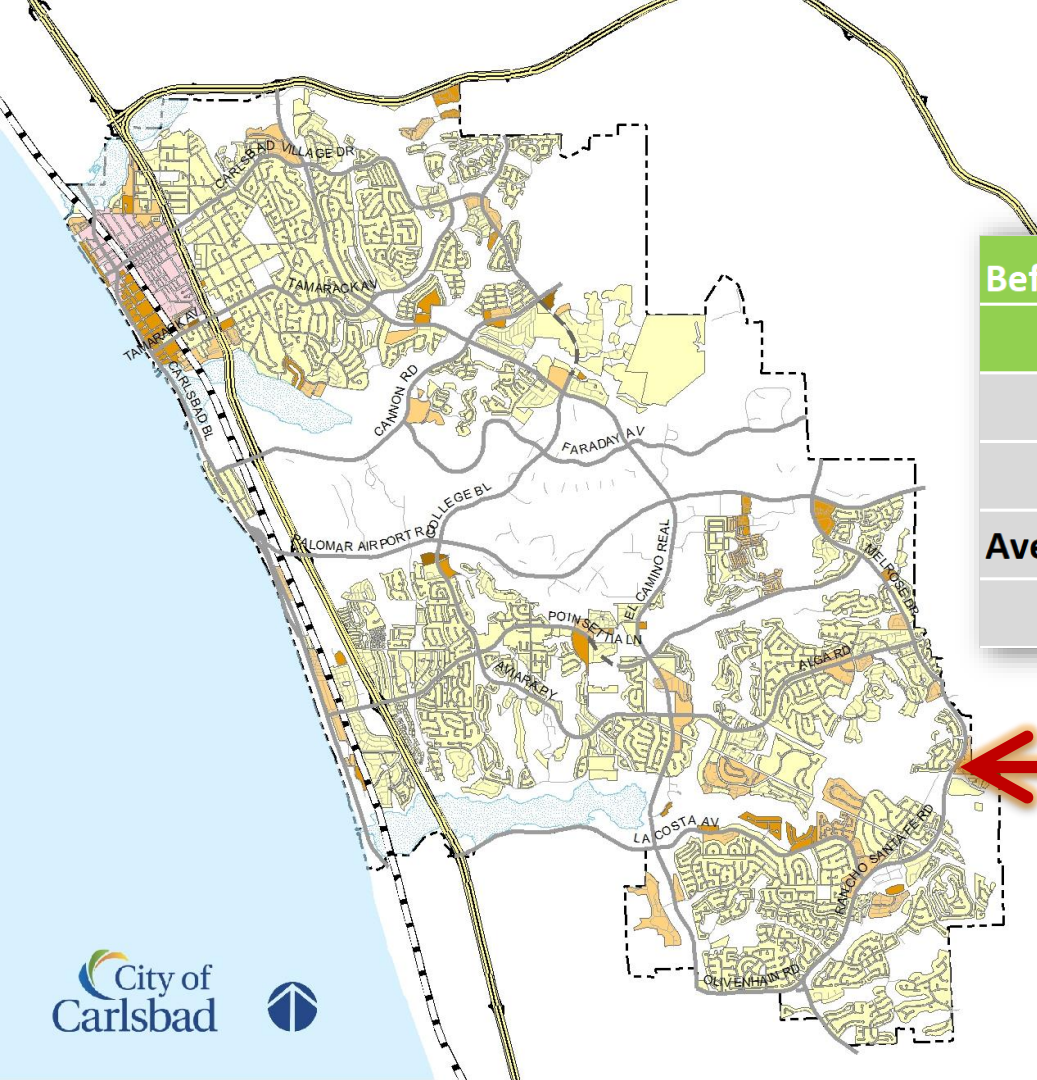 CARLSBAD VILLAGE DR
TAMARACK AV
TAMARACK AV
CARLSBAD BL
CANNON RD
FARADAY AV
COLLEGE BL
PALOMAR AIRPORT RD
EL CAMINO REAL
MELROSE DR
POINSETTIA LN
ALGA RD
AVIARA PY
LA COSTA AV
RANCHO SANTA FE RD
OLIVENHAIN RD
Bef
Ave
City of
Carlsbad